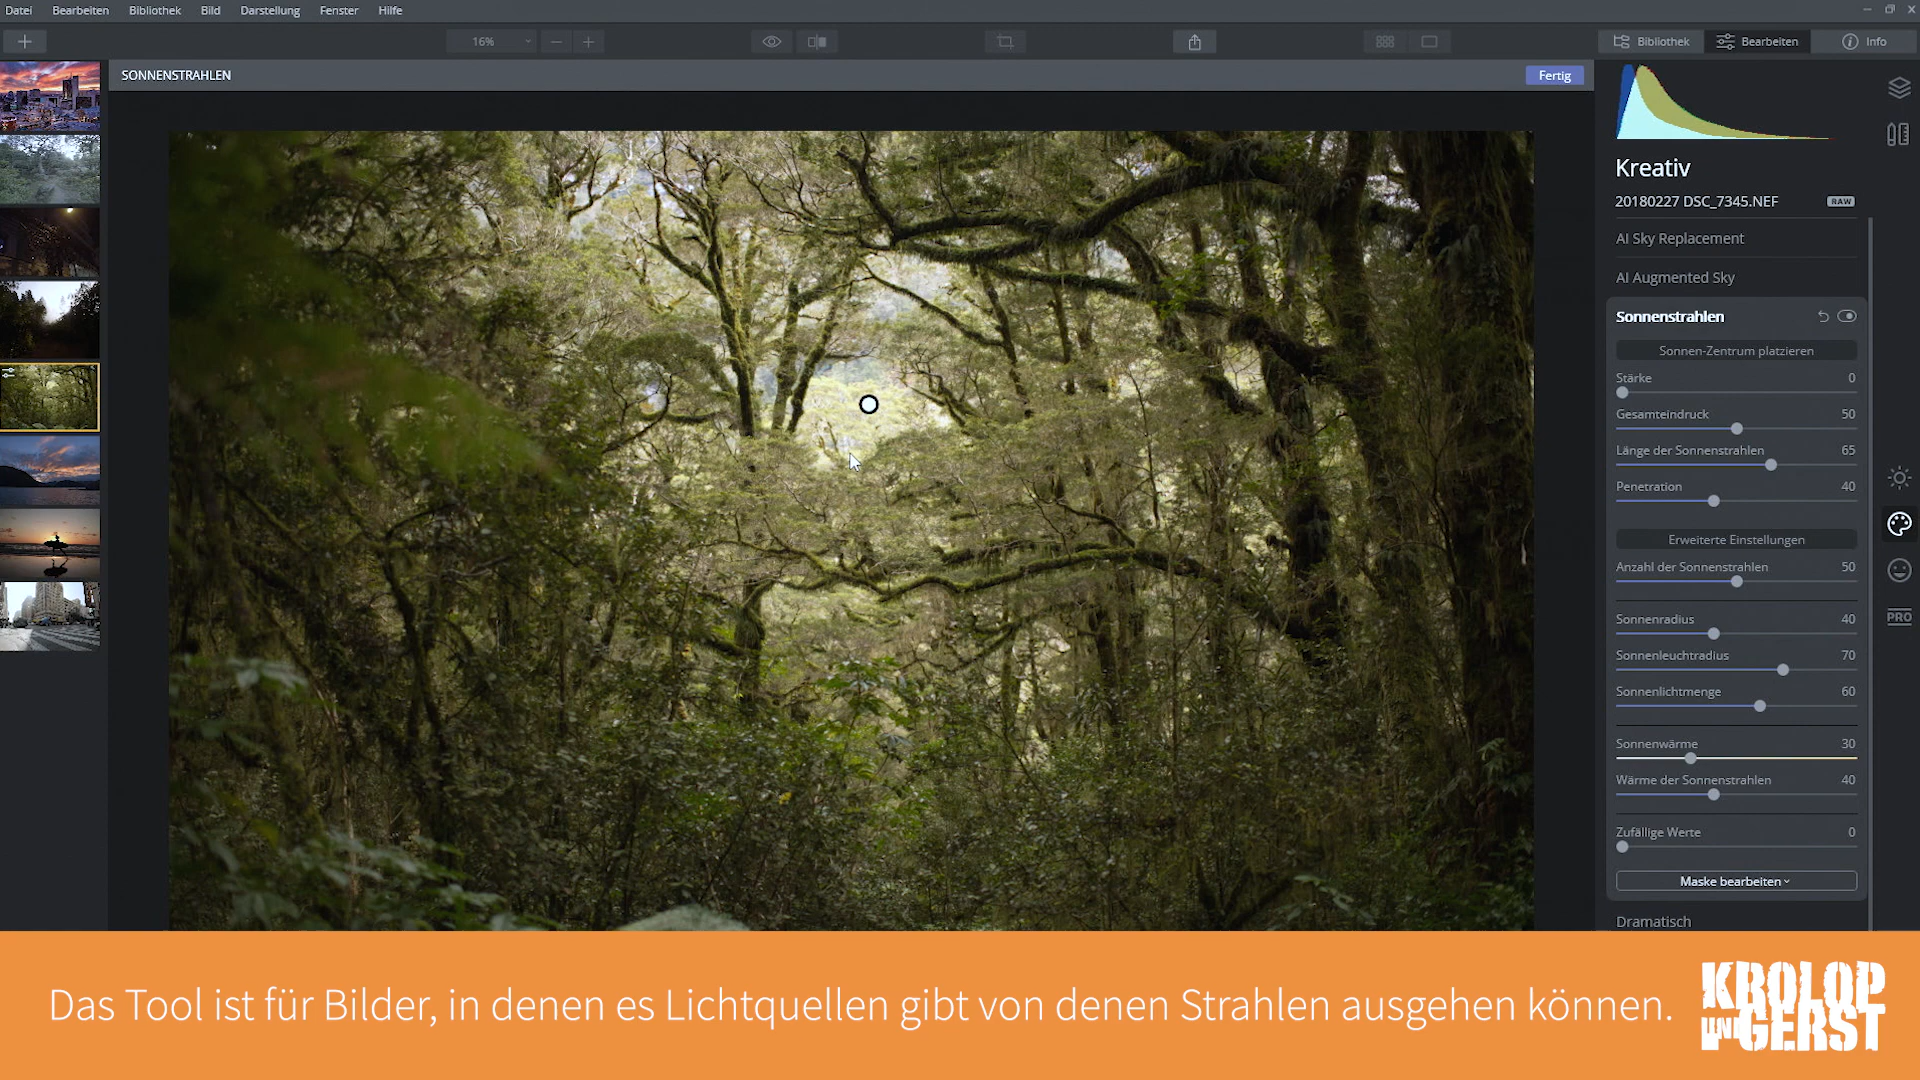 Datei Bearbeiten Bibliothek Bild Darstellung Fenster Hilfe
16%
Bibliothek Bearbeiten Info
SONNENSTRAHLEN Fertig
Kreativ
20180227 DSC_7345.NEF RAW
AI Sky Replacement
AI Augmented Sky
Sonnenstrahlen
Sonnen-Zentrum platzieren
Stärke 0
Gesamteindruck 50
Länge der Sonnenstrahlen 65
Penetration 40
Erweiterte Einstellungen
Anzahl der Sonnenstrahlen 50
Sonnenradius 40
Sonnenleuchtradius 70
Sonnenlichtmenge 60
Sonnenwärme 30
Wärme der Sonnenstrahlen 40
Zufällige Werte 0
Maske bearbeiten
Dramatisch
PRO
Das Tool ist für Bilder, in denen es Lichtquellen gibt von denen Strahlen ausgehen können.
KROLOP
UND GERST